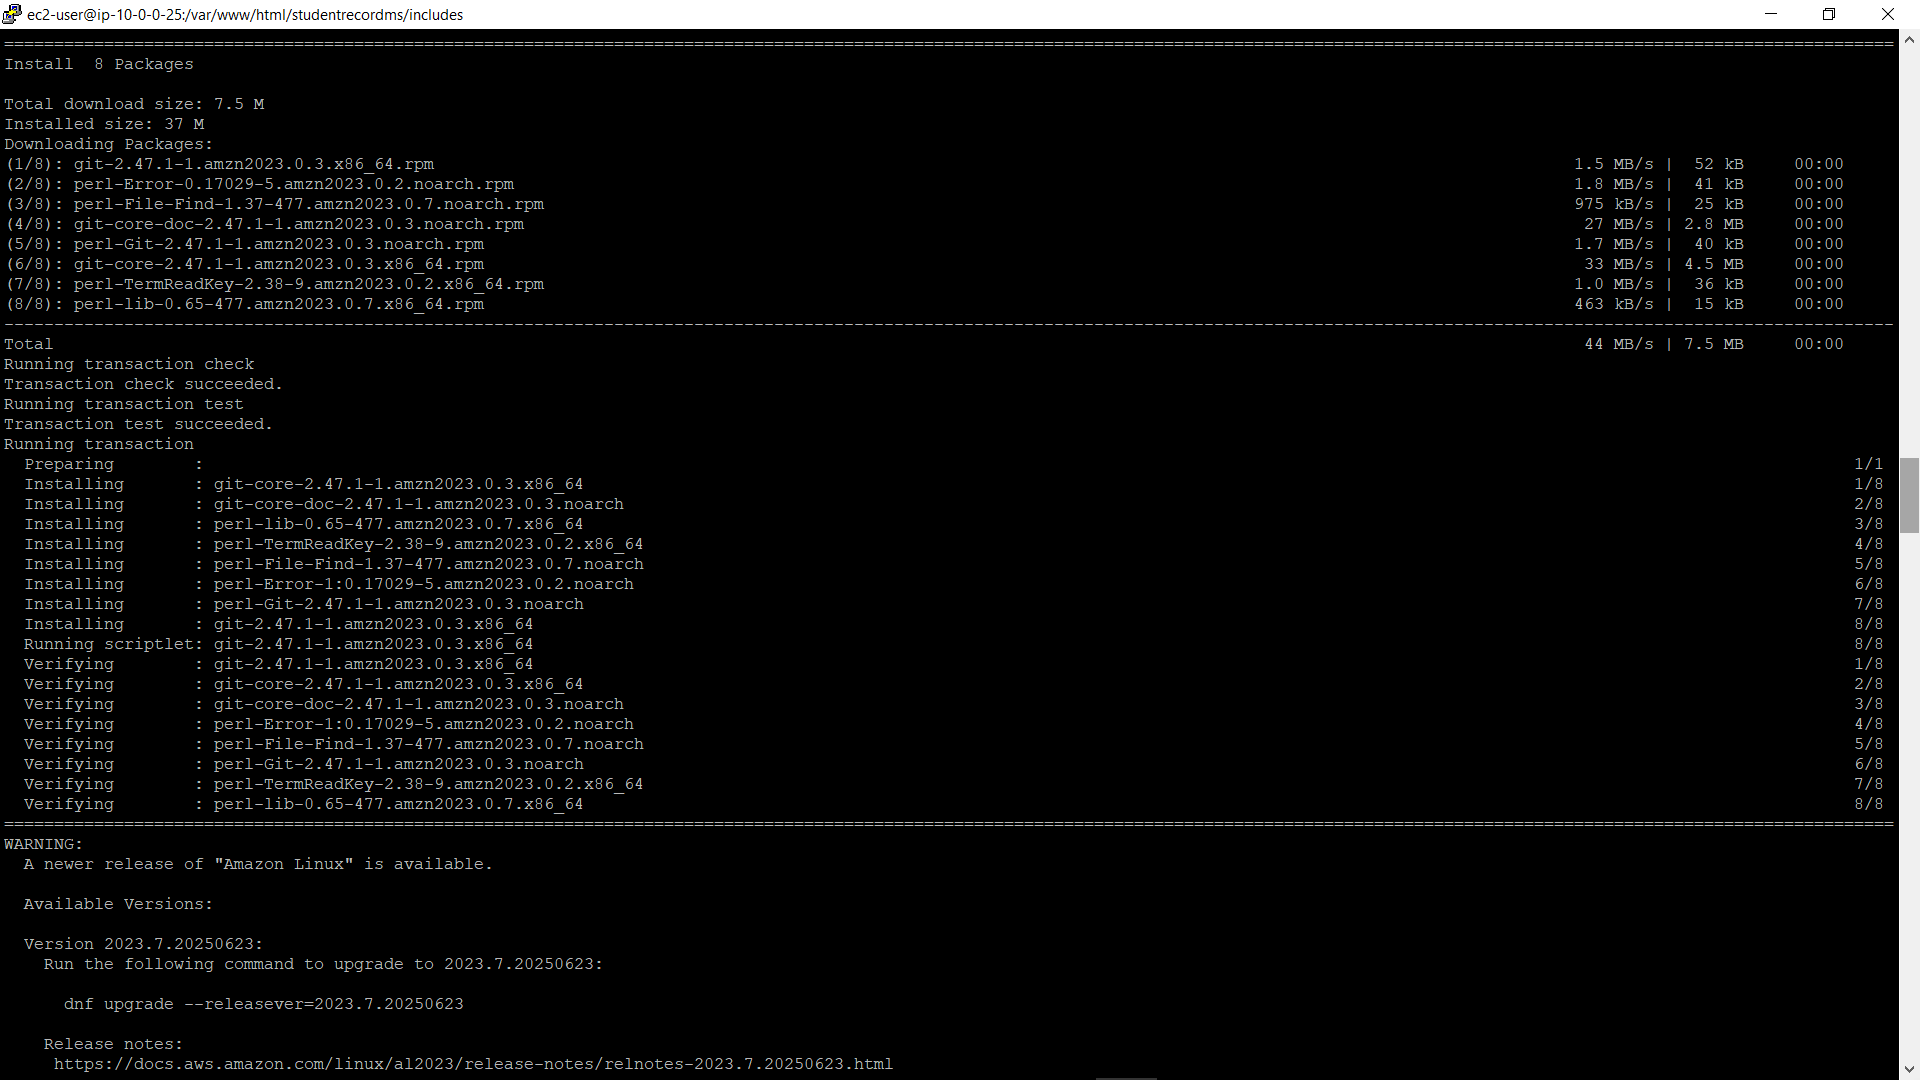 ec2-user@ip-10-0-0-25:/var/www/html/studentrecordms/includes
================================================================================
Install  8 Packages
Total download size: 7.5 M
Installed size: 37 M
Downloading Packages:
(1/8): git-2.47.1-1.amzn2023.0.3.x86_64.rpm 1.5 MB/s |  52 kB     00:00
(2/8): perl-Error-0.17029-5.amzn2023.0.2.noarch.rpm 1.8 MB/s |  41 kB     00:00
(3/8): perl-File-Find-1.37-477.amzn2023.0.7.noarch.rpm 975 kB/s |  25 kB     00:00
(4/8): git-core-doc-2.47.1-1.amzn2023.0.3.noarch.rpm 27 MB/s | 2.8 MB     00:00
(5/8): perl-Git-2.47.1-1.amzn2023.0.3.noarch.rpm 1.7 MB/s |  40 kB     00:00
(6/8): git-core-2.47.1-1.amzn2023.0.3.x86_64.rpm 33 MB/s | 4.5 MB     00:00
(7/8): perl-TermReadKey-2.38-9.amzn2023.0.2.x86_64.rpm 1.0 MB/s |  36 kB     00:00
(8/8): perl-lib-0.65-477.amzn2023.0.7.x86_64.rpm 463 kB/s |  15 kB     00:00
--------------------------------------------------------------------------------
Total 44 MB/s | 7.5 MB     00:00
Running transaction check
Transaction check succeeded.
Running transaction test
Transaction test succeeded.
Running transaction
  Preparing        : 1/1
  Installing       : git-core-2.47.1-1.amzn2023.0.3.x86_64 1/8
  Installing       : git-core-doc-2.47.1-1.amzn2023.0.3.noarch 2/8
  Installing       : perl-lib-0.65-477.amzn2023.0.7.x86_64 3/8
  Installing       : perl-TermReadKey-2.38-9.amzn2023.0.2.x86_64 4/8
  Installing       : perl-File-Find-1.37-477.amzn2023.0.7.noarch 5/8
  Installing       : perl-Error-1:0.17029-5.amzn2023.0.2.noarch 6/8
  Installing       : perl-Git-2.47.1-1.amzn2023.0.3.noarch 7/8
  Installing       : git-2.47.1-1.amzn2023.0.3.x86_64 8/8
  Running scriptlet: git-2.47.1-1.amzn2023.0.3.x86_64 8/8
  Verifying        : git-2.47.1-1.amzn2023.0.3.x86_64 1/8
  Verifying        : git-core-2.47.1-1.amzn2023.0.3.x86_64 2/8
  Verifying        : git-core-doc-2.47.1-1.amzn2023.0.3.noarch 3/8
  Verifying        : perl-Error-1:0.17029-5.amzn2023.0.2.noarch 4/8
  Verifying        : perl-File-Find-1.37-477.amzn2023.0.7.noarch 5/8
  Verifying        : perl-Git-2.47.1-1.amzn2023.0.3.noarch 6/8
  Verifying        : perl-TermReadKey-2.38-9.amzn2023.0.2.x86_64 7/8
  Verifying        : perl-lib-0.65-477.amzn2023.0.7.x86_64 8/8
================================================================================
WARNING:
  A newer release of "Amazon Linux" is available.
  Available Versions:
  Version 2023.7.20250623:
    Run the following command to upgrade to 2023.7.20250623:
      dnf upgrade --releasever=2023.7.20250623
    Release notes:
     https://docs.aws.amazon.com/linux/al2023/release-notes/relnotes-2023.7.20250623.html